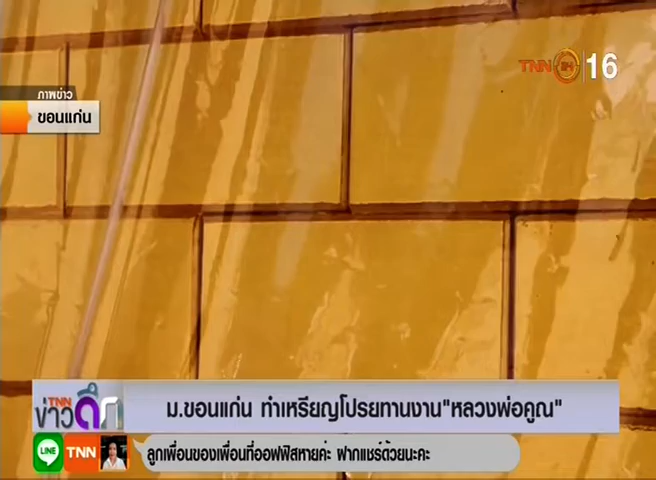 TNN 24 16
ภาพข่าว
ขอนแก่น
TNN
ข่าวดึก
ม.ขอนแก่น ทำเหรียญโปรยทานงาน"หลวงพ่อคูณ"
LINE TNN ลูกเพื่อนของเพื่อนที่ออฟฟิสหายค่ะ ฝากแชร์ด้วยนะคะ